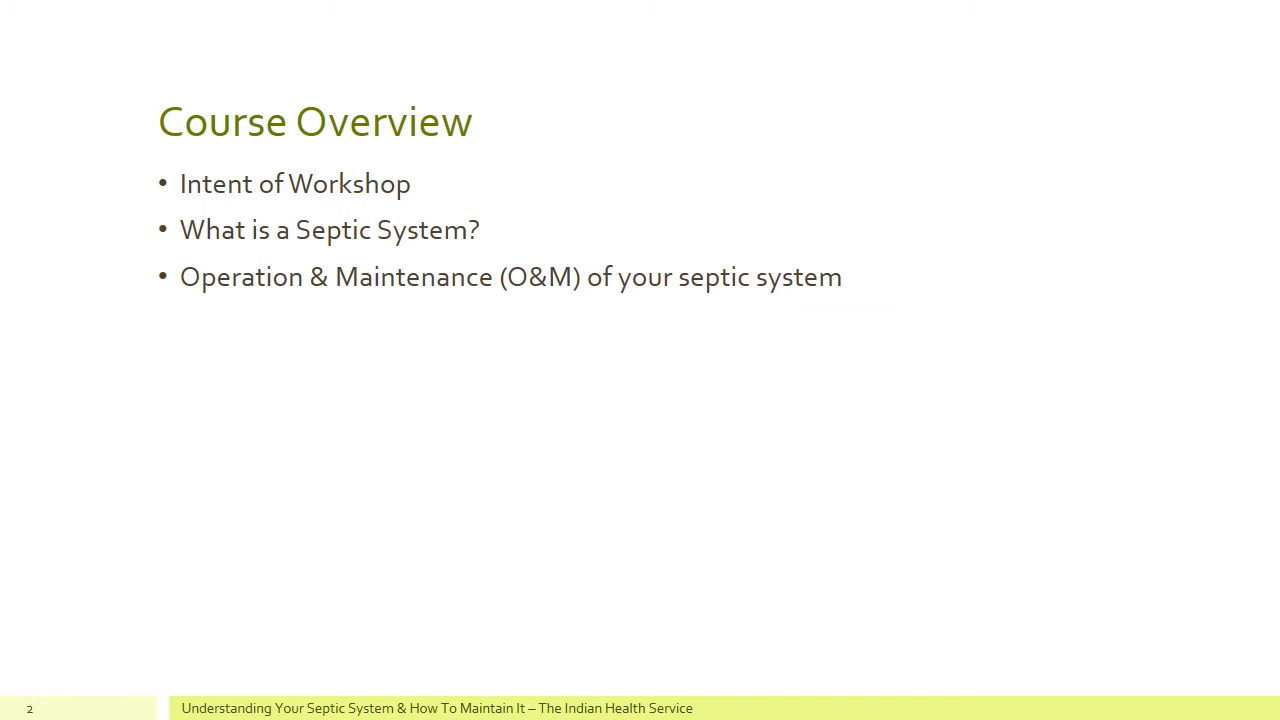 Course Overview
• Intent of Workshop
• What is a Septic System?
• Operation & Maintenance (O&M) of your septic system
2
Understanding Your Septic System & How To Maintain It – The Indian Health Service